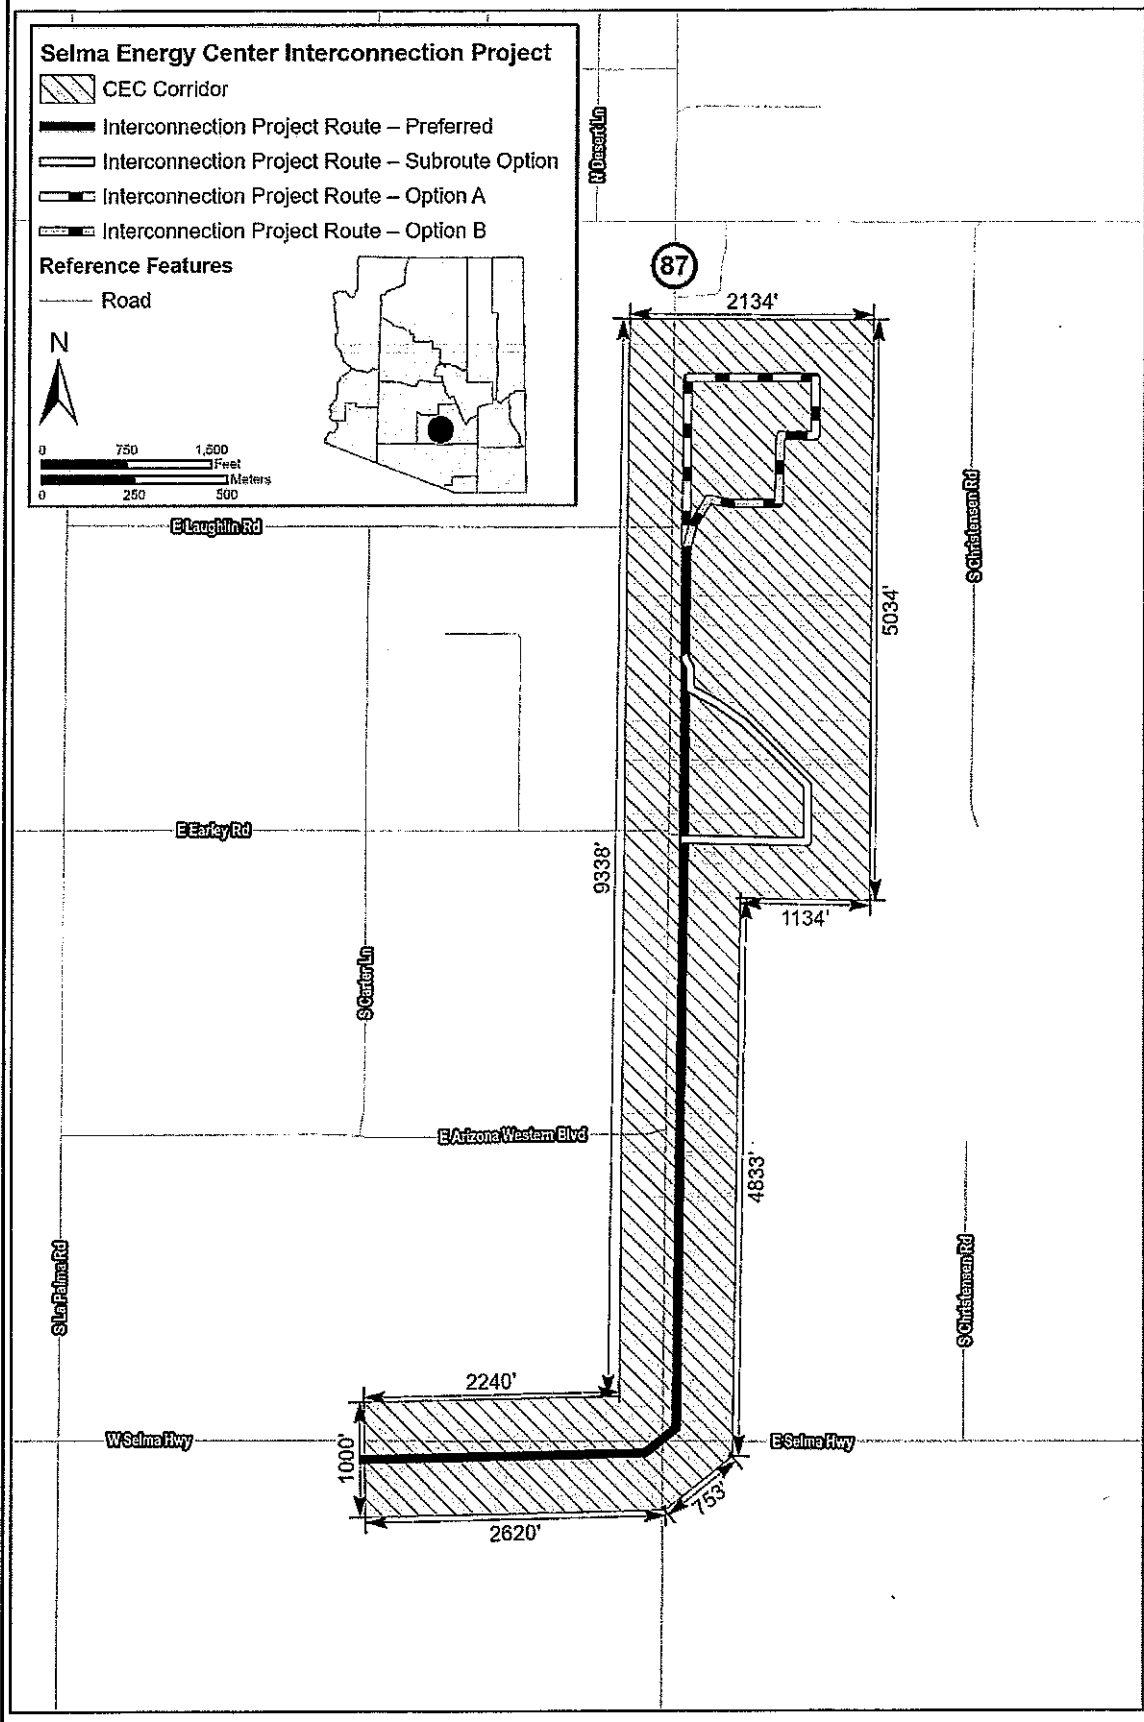 Selma Energy Center Interconnection Project
CEC Corridor
Interconnection Project Route – Preferred
Interconnection Project Route – Subroute Option
Interconnection Project Route – Option A
Interconnection Project Route – Option B
Reference Features
Road
N
0 750 1,500
Feet
Meters
0 250 500
N Desert Ln
87
2134'
E Laughlin Rd
S Christensen Rd
5034'
E Earley Rd
9338'
1134'
S Carter Ln
E Arizona Western Blvd
4833'
S La Palma Rd
S Christensen Rd
2240'
W Selma Hwy
1000'
E Selma Hwy
753'
2620'